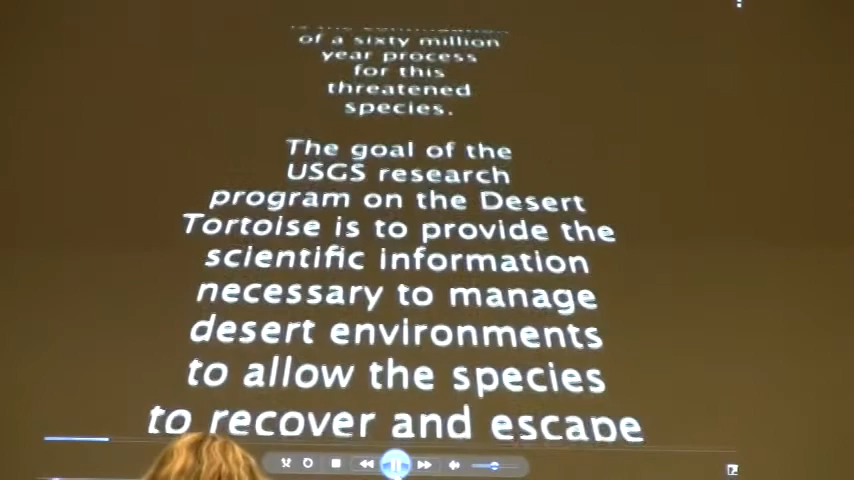 of a sixty million
year process
for this
threatened
species.
The goal of the
USGS research
program on the Desert
Tortoise is to provide the
scientific information
necessary to manage
desert environments
to allow the species
to recover and escape